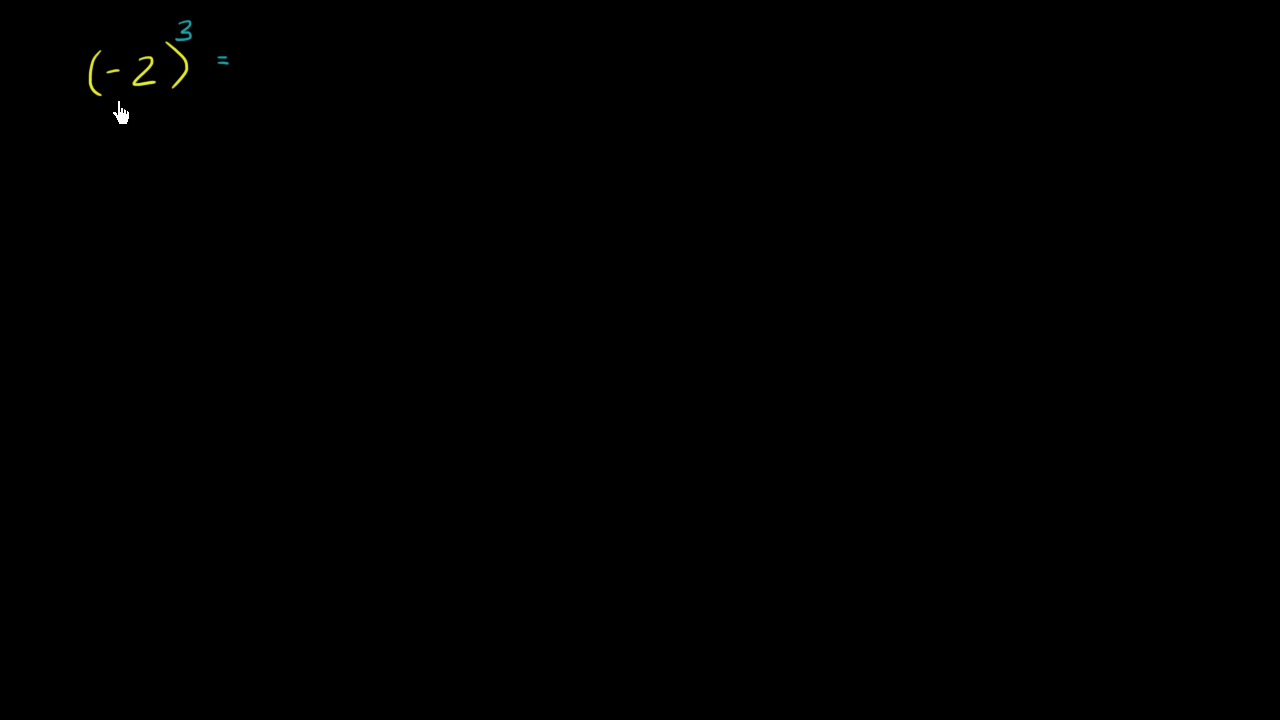 (-2)³ =